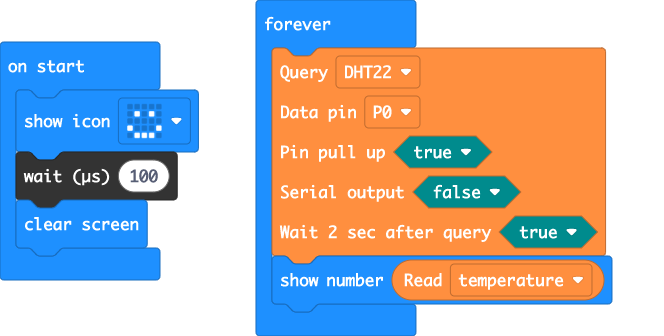 on start
show icon
wait (µs) 100
clear screen
forever
Query DHT22
Data pin P0
Pin pull up true
Serial output false
Wait 2 sec after query true
show number Read temperature